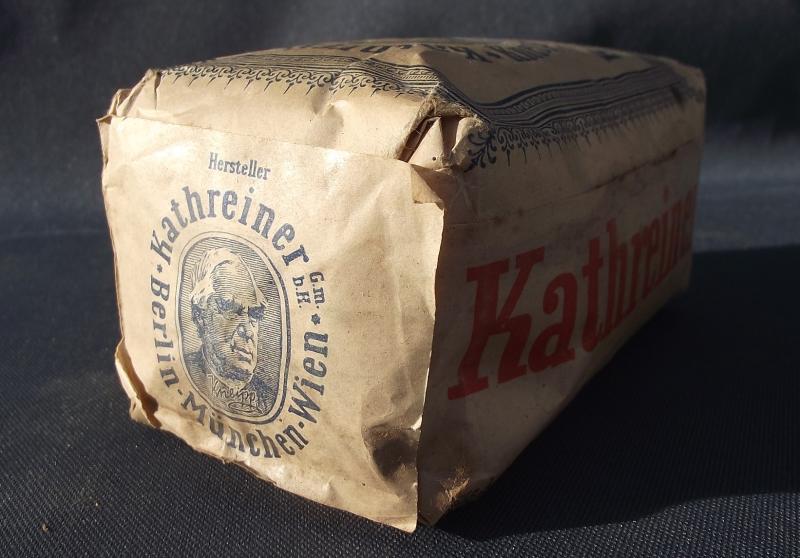 Hersteller
Kathreiner
G.m.
b.H.
Berlin · München · Wien
Kneipp
Kathreiner